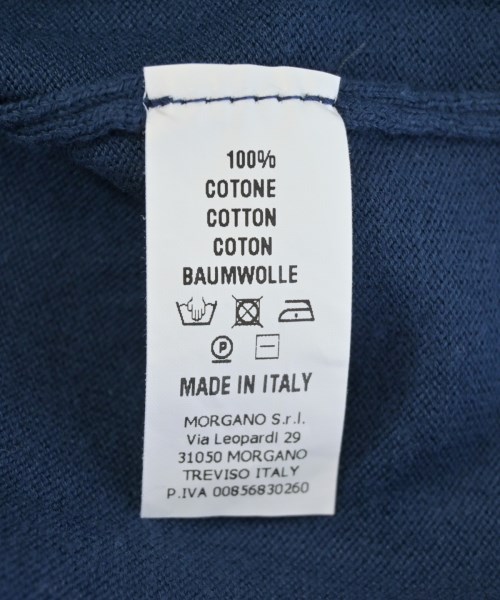 100%
COTONE
COTTON
COTON
BAUMWOLLE
P
MADE IN ITALY
MORGANO S.r.l.
Via Leopardi 29
31050 MORGANO
TREVISO ITALY
P.IVA 00856830260